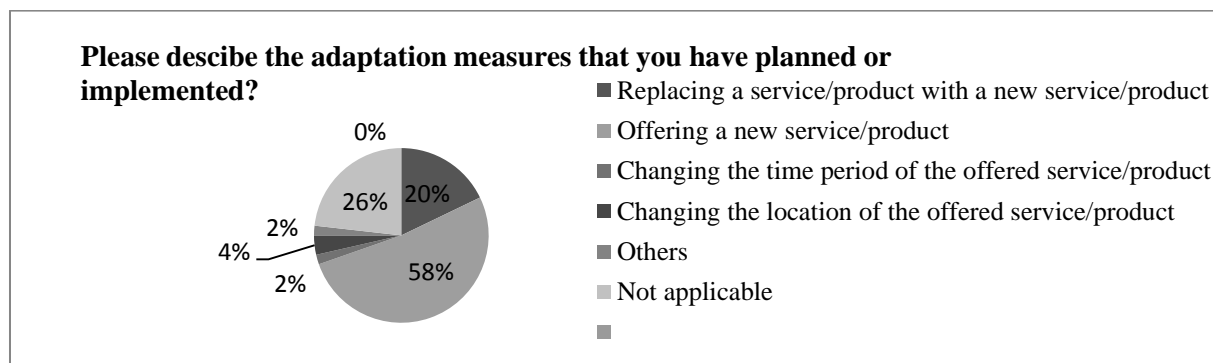 Please descibe the adaptation measures that you have planned or
implemented?
Replacing a service/product with a new service/product
Offering a new service/product
Changing the time period of the offered service/product
Changing the location of the offered service/product
Others
Not applicable
0%
20%
26%
2%
4%
58%
2%